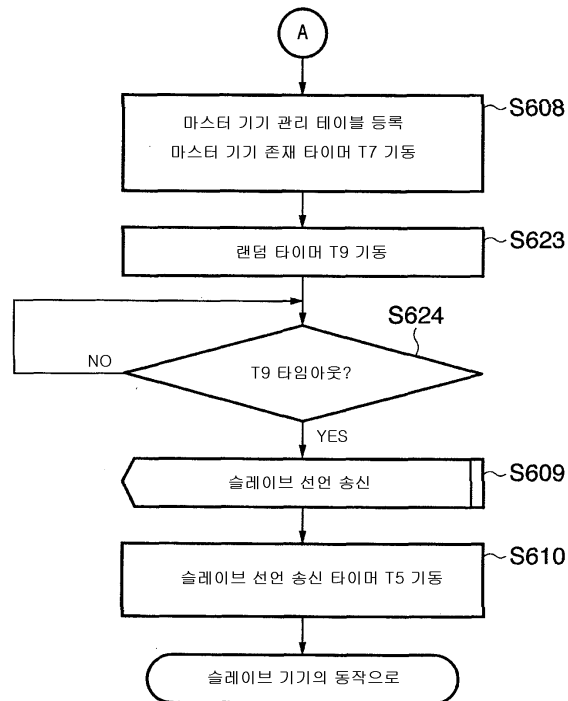 A
S608
마스터 기기 관리 테이블 등록
마스터 기기 존재 타이머 T7 기동
S623
랜덤 타이머 T9 기동
S624
T9 타임아웃?
NO
YES
S609
슬레이브 선언 송신
S610
슬레이브 선언 송신 타이머 T5 기동
슬레이브 기기의 동작으로